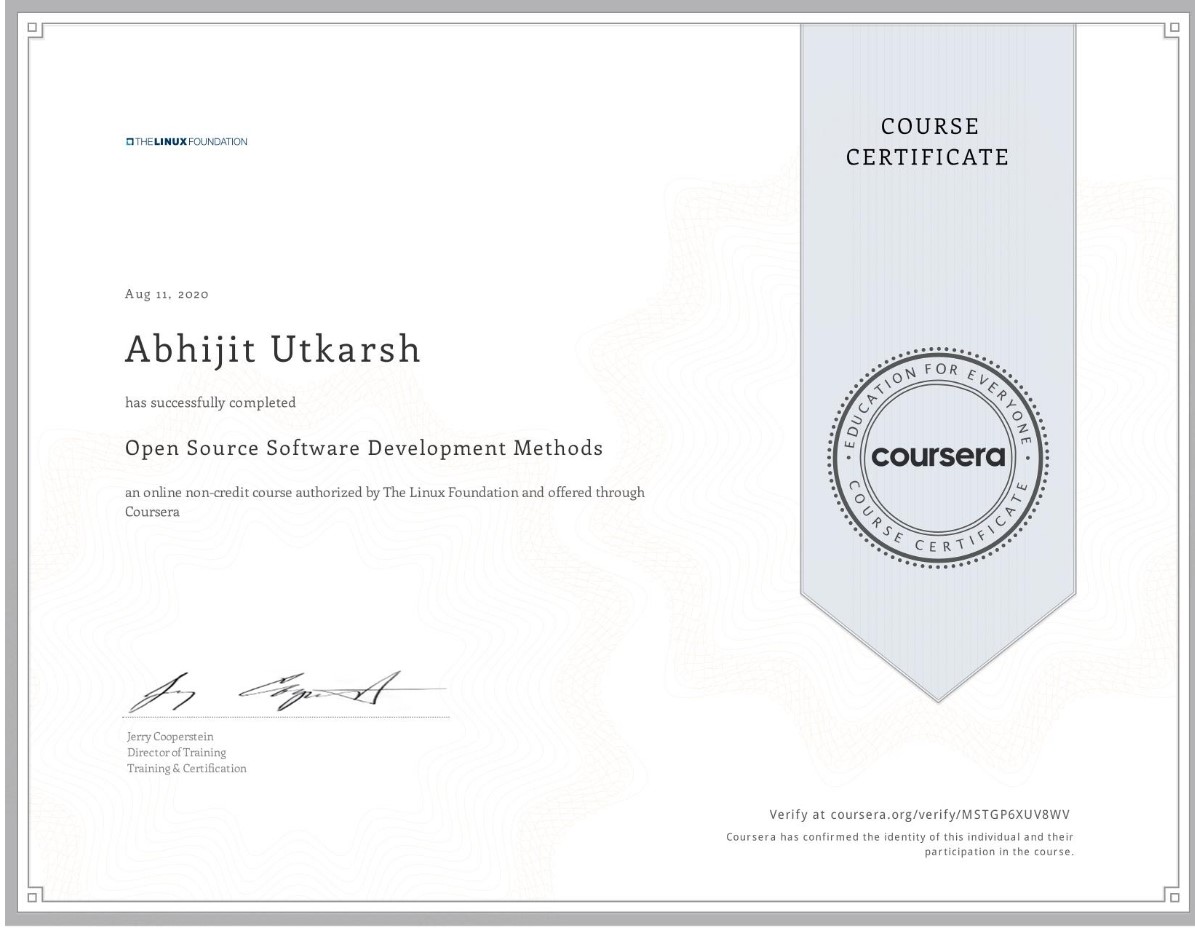 THE LINUX FOUNDATION
COURSE
CERTIFICATE
Aug 11, 2020
Abhijit Utkarsh
has successfully completed
Open Source Software Development Methods
an online non-credit course authorized by The Linux Foundation and offered through
Coursera
EDUCATION FOR EVERYONE
coursera
COURSE CERTIFICATE
Jerry Cooperstein
Director of Training
Training & Certification
Verify at coursera.org/verify/MSTGP6XUV8WV
Coursera has confirmed the identity of this individual and their
participation in the course.